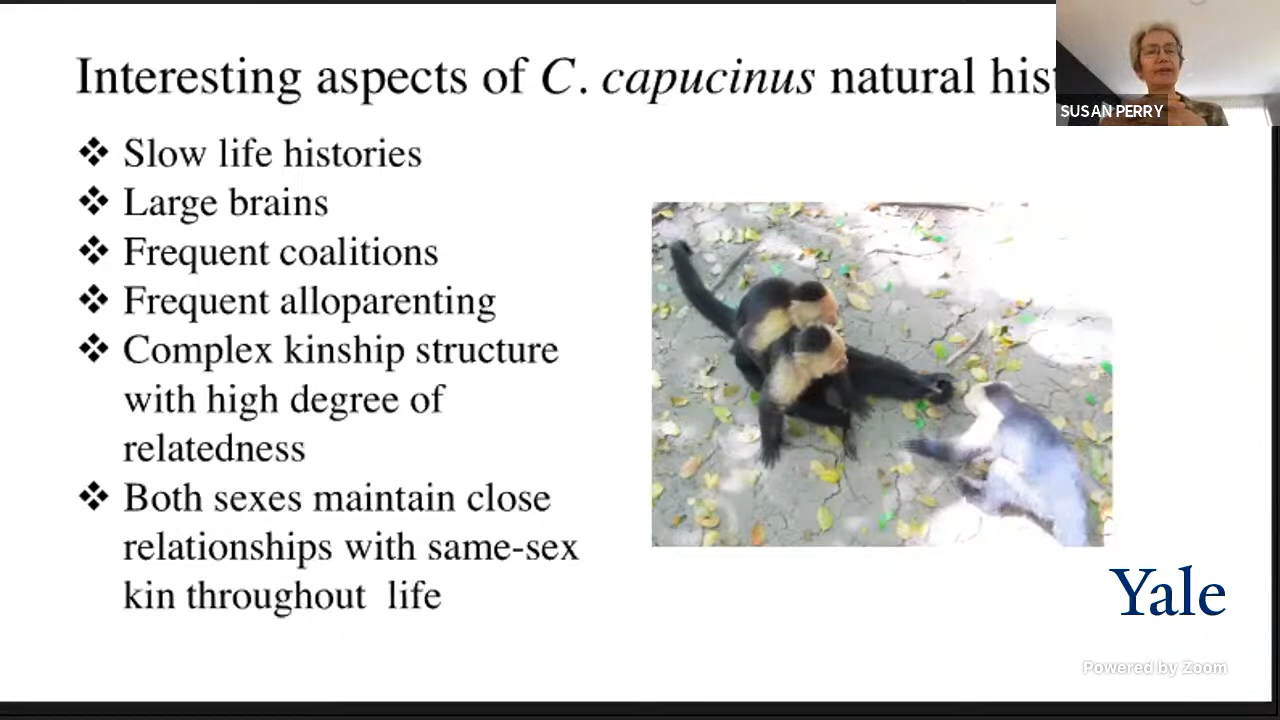 Interesting aspects of C. capucinus natural hist
SUSAN PERRY
❖ Slow life histories
❖ Large brains
❖ Frequent coalitions
❖ Frequent alloparenting
❖ Complex kinship structure
with high degree of
relatedness
❖ Both sexes maintain close
relationships with same-sex
kin throughout life
Yale
Powered by Zoom